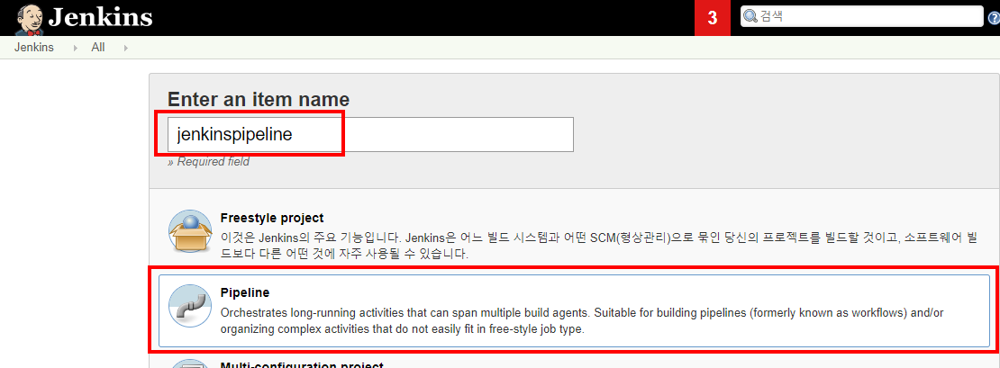 Jenkins
3
검색
Jenkins
All
Enter an item name
jenkinspipeline
» Required field
Freestyle project
이것은 Jenkins의 주요 기능입니다. Jenkins은 어느 빌드 시스템과 어떤 SCM(형상관리)으로 묶인 당신의 프로젝트를 빌드할 것이고, 소프트웨어 빌
드보다 다른 어떤 것에 자주 사용될 수 있습니다.
Pipeline
Orchestrates long-running activities that can span multiple build agents. Suitable for building pipelines (formerly known as workflows) and/or
organizing complex activities that do not easily fit in free-style job type.
Multi-configuration project